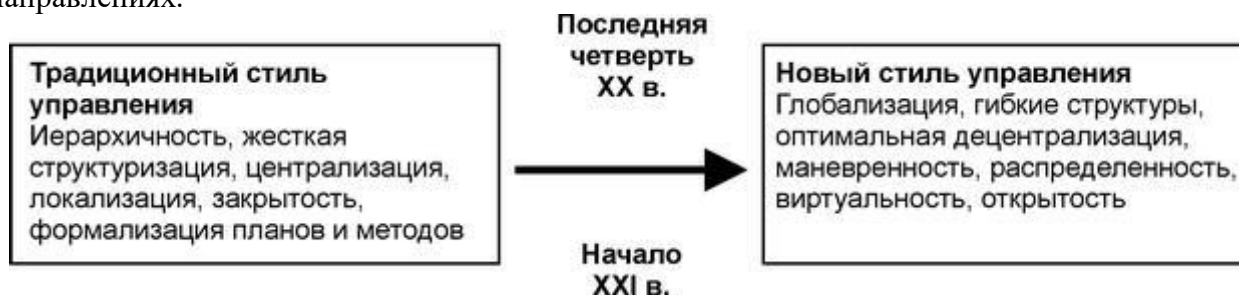 направлениях.
Традиционный стиль
управления
Иерархичность, жесткая
структуризация, централизация,
локализация, закрытость,
формализация планов и методов
Последняя
четверть
XX в.
Начало
XXI в.
Новый стиль управления
Глобализация, гибкие структуры,
оптимальная децентрализация,
маневренность, распределенность,
виртуальность, открытость